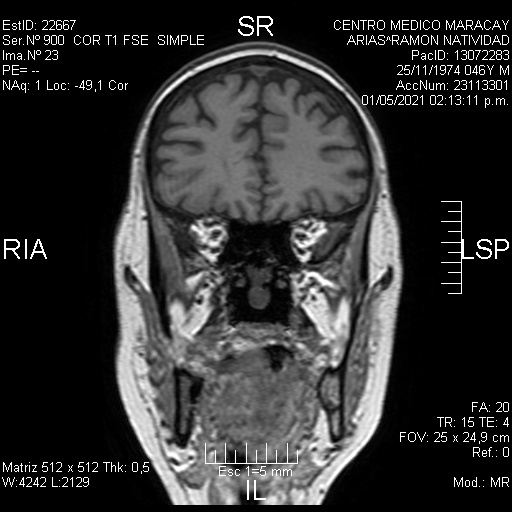 EstID: 22667
Ser.Nº 900 COR T1 FSE SIMPLE
Ima.Nº 23
PE= --
NAq: 1 Loc: -49,1 Cor
SR
CENTRO MEDICO MARACAY
ARIAS^RAMON NATIVIDAD
PacID: 13072283
25/11/1974 046Y M
AccNum: 23113301
01/05/2021 02:13:11 p.m.
RIA
LSP
FA: 20
TR: 15 TE: 4
FOV: 25 x 24,9 cm
Ref.: 0
Matriz 512 x 512 Thk: 0,5
W:4242 L:2129
Esc 1=5 mm
IL
Mod.: MR